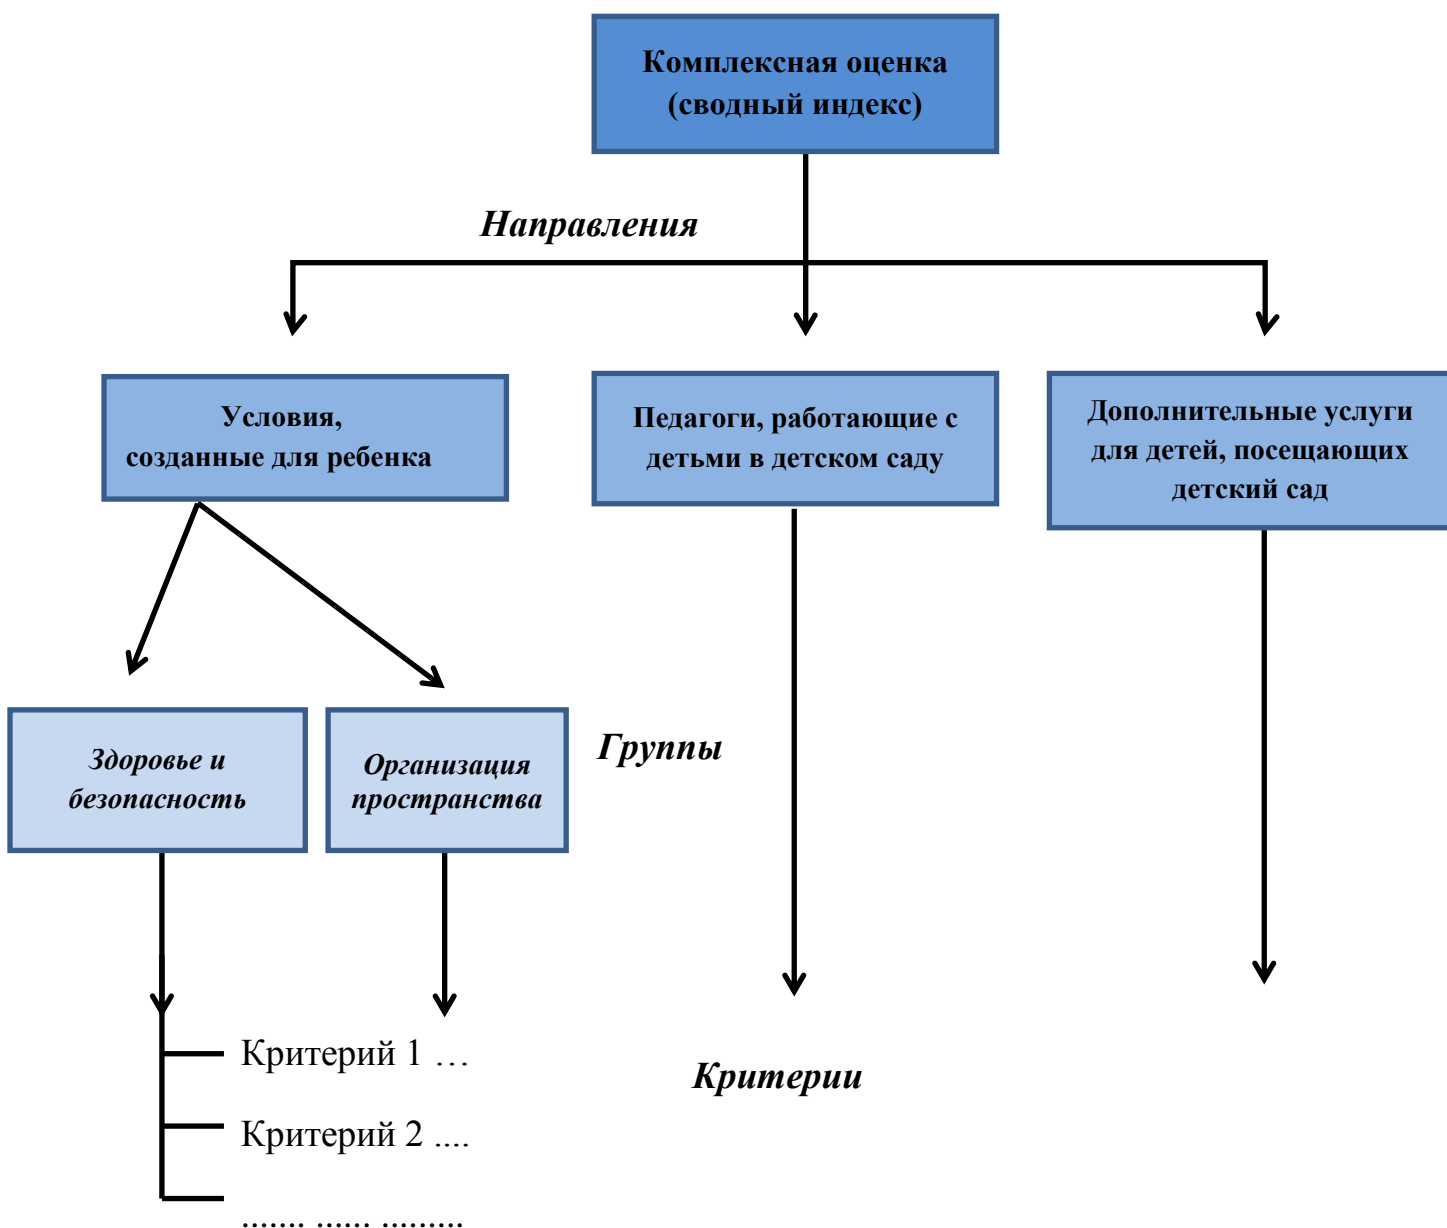 Комплексная оценка
(сводный индекс)
Направления
Условия,
созданные для ребенка
Педагоги, работающие с
детьми в детском саду
Дополнительные услуги
для детей, посещающих
детский сад
Здоровье и
безопасность
Организация
пространства
Группы
Критерий 1 …
Критерии
Критерий 2 ....
....... ...... .........